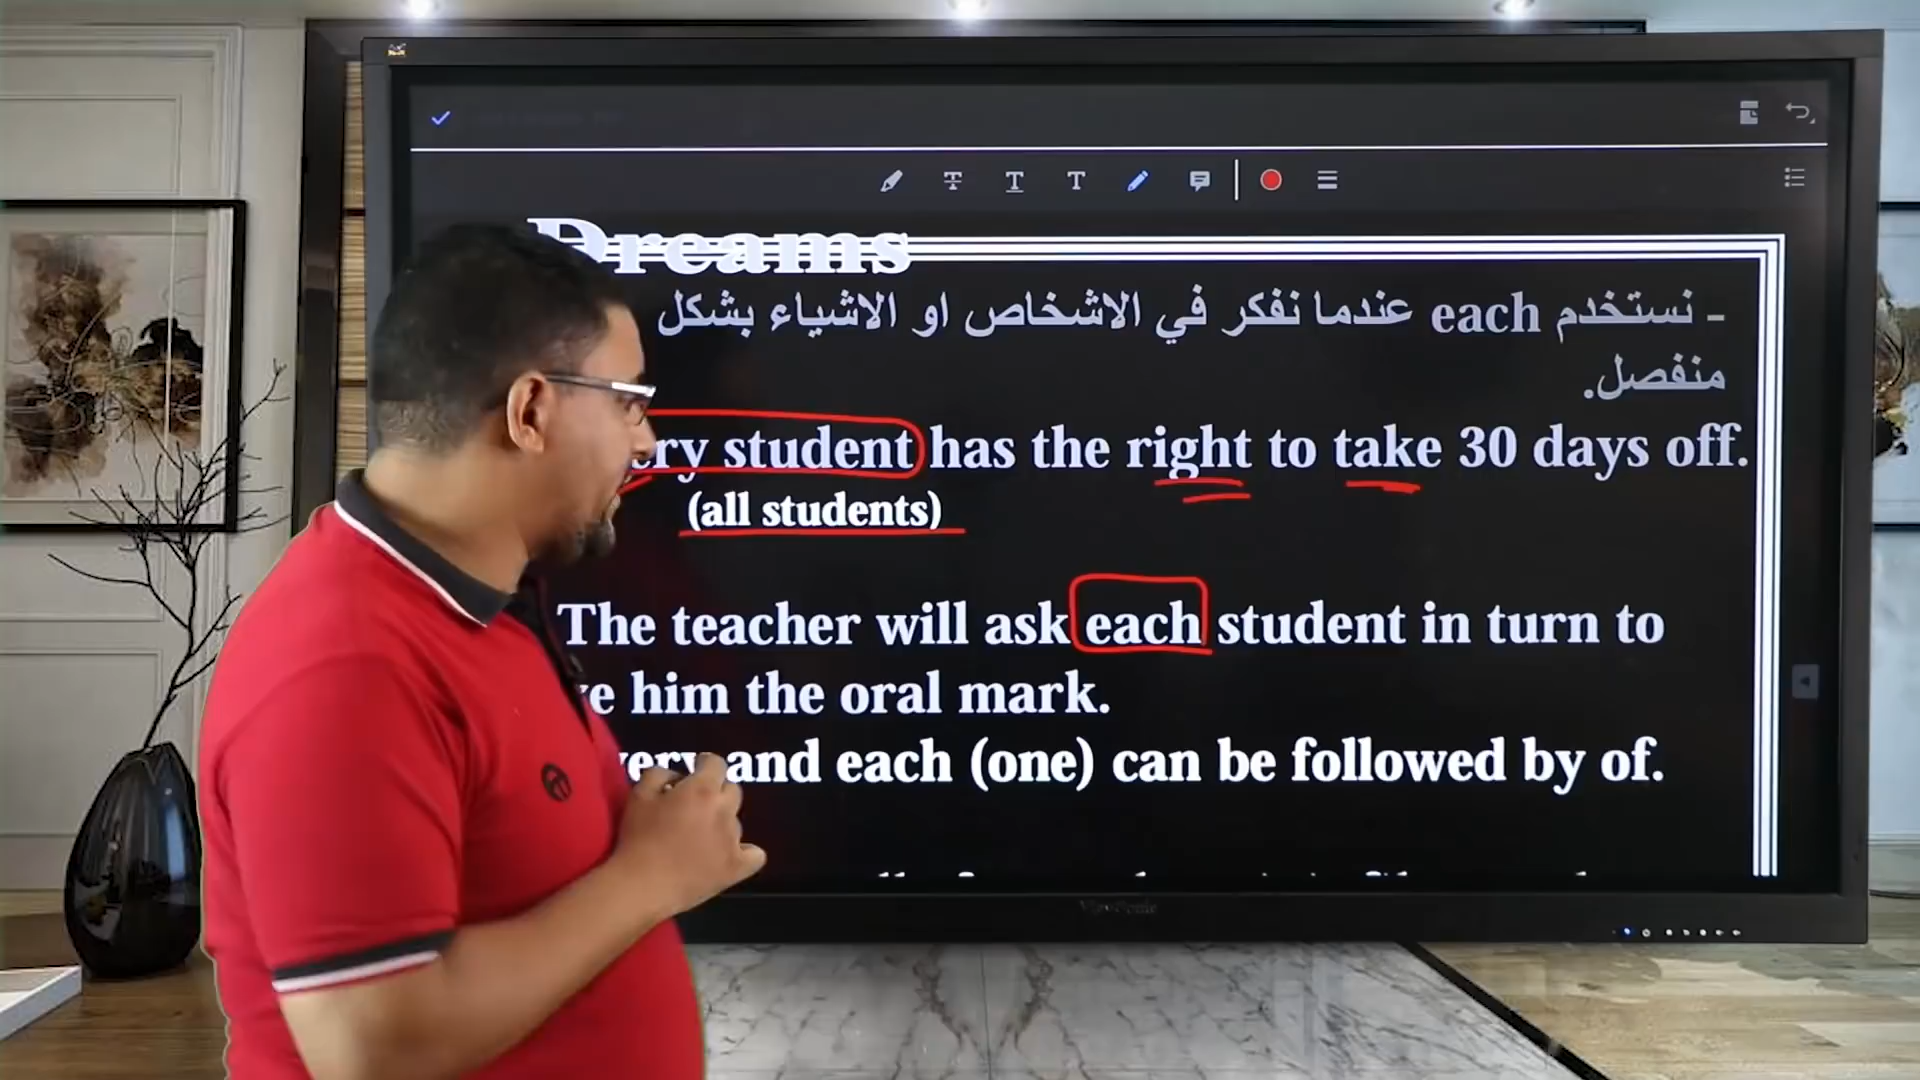 Dreams
- نستخدم each عندما نفكر في الاشخاص او الاشياء بشكل
منفصل.
student has the right to take 30 days off.
(all students)
The teacher will ask each student in turn to
him the oral mark.
and each (one) can be followed by of.
ViewSonic